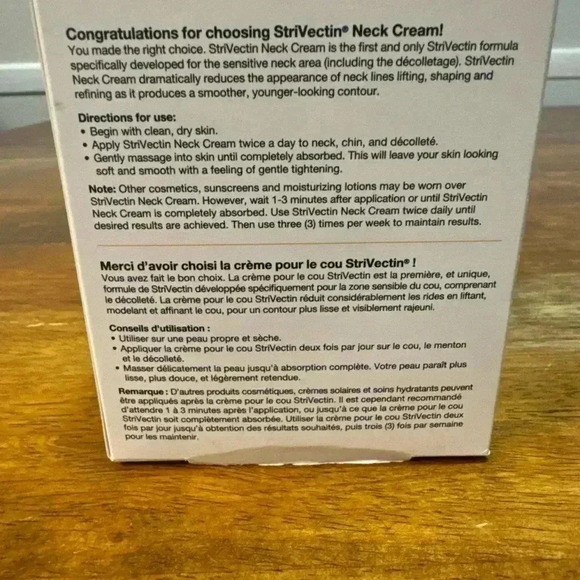 Congratulations for choosing StriVectin® Neck Cream!
You made the right choice. StriVectin Neck Cream is the first and only StriVectin formula
specifically developed for the sensitive neck area (including the décolletage). StriVectin
Neck Cream dramatically reduces the appearance of neck lines lifting, shaping and
refining as it produces a smoother, younger-looking contour.
Directions for use:
• Begin with clean, dry skin.
• Apply StriVectin Neck Cream twice a day to neck, chin, and décolleté.
• Gently massage into skin until completely absorbed. This will leave your skin looking
soft and smooth with a feeling of gentle tightening.
Note: Other cosmetics, sunscreens and moisturizing lotions may be worn over
StriVectin Neck Cream. However, wait 1-3 minutes after application or until StriVectin
Neck Cream is completely absorbed. Use StriVectin Neck Cream twice daily until
desired results are achieved. Then use three (3) times per week to maintain results.
Merci d'avoir choisi la crème pour le cou StriVectin® !
Vous avez fait le bon choix. La crème pour le cou StriVectin est la première, et unique,
formule de StriVectin développée spécifiquement pour la zone sensible du cou, comprenant
le décolleté. La crème pour le cou StriVectin réduit considérablement les rides en liftant,
modelant et affinant le cou, pour un contour plus lisse et visiblement rajeuni.
Conseils d'utilisation :
• Utiliser sur une peau propre et sèche.
• Appliquer la crème pour le cou StriVectin deux fois par jour sur le cou, le menton
et le décolleté.
• Masser délicatement la peau jusqu'à absorption complète. Votre peau paraît plus
lisse, plus douce, et légèrement retendue.
Remarque : D'autres produits cosmétiques, crèmes solaires et soins hydratants peuvent
être appliqués après la crème pour le cou StriVectin. Il est cependant recommandé
d'attendre 1 à 3 minutes après l'application, ou jusqu'à ce que la crème pour le cou
StriVectin soit complètement absorbée. Utiliser la crème pour le cou StriVectin deux
fois par jour jusqu'à obtention des résultats souhaités, puis trois (3) fois par semaine
pour les maintenir.